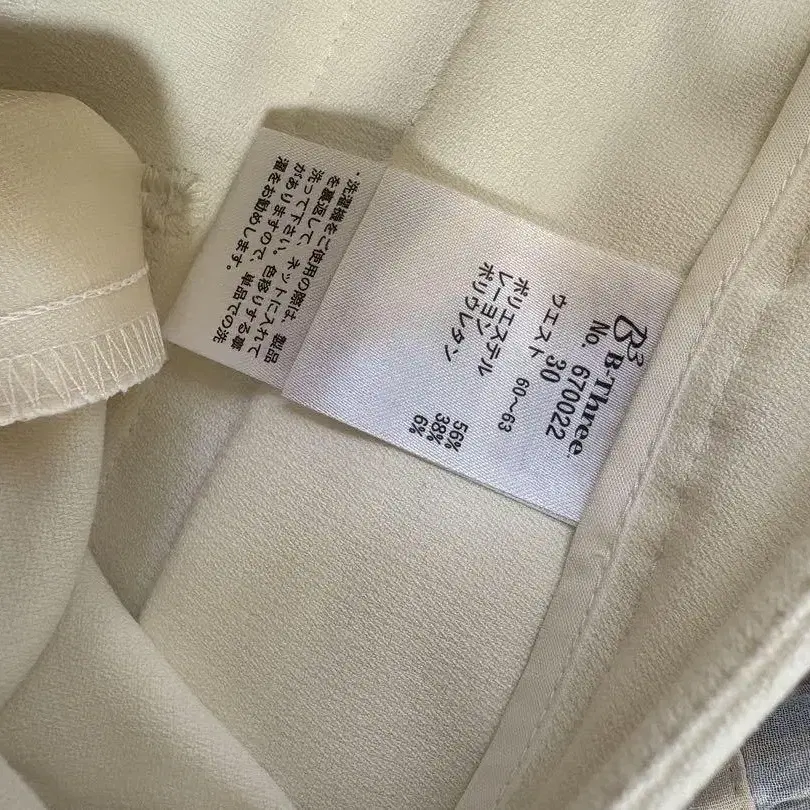 B³ B-Three
No. 670022
30
ウエスト 60～63
ポリエステル 56%
レーヨン 38%
ポリウレタン 6%
*洗濯機をご使用の際は、製品
を裏返して、ネットに入れて
洗って下さい。色移りする事
がありますので、単品での洗
濯をお勧めします。